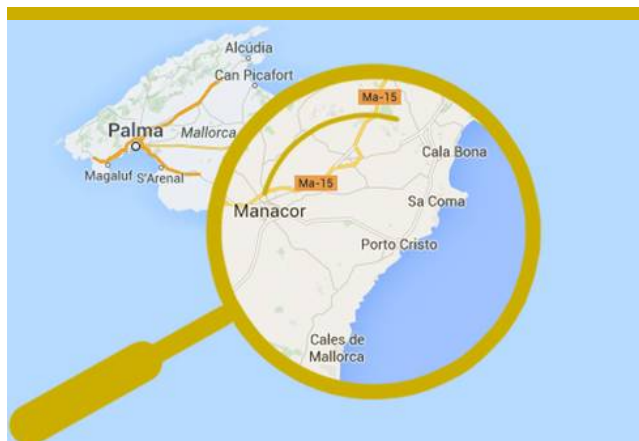 Alcúdia
Can Picafort
Ma-15
Palma
Mallorca
Cala Bona
Magaluf
S'Arenal
Ma-15
Sa Coma
Manacor
Porto Cristo
Cales de
Mallorca